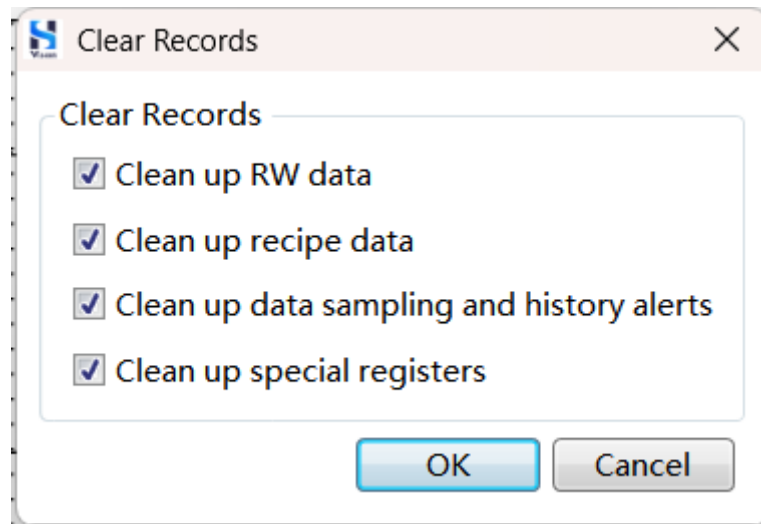 Clear Records
Clear Records
Clean up RW data
Clean up recipe data
Clean up data sampling and history alerts
Clean up special registers
OK
Cancel